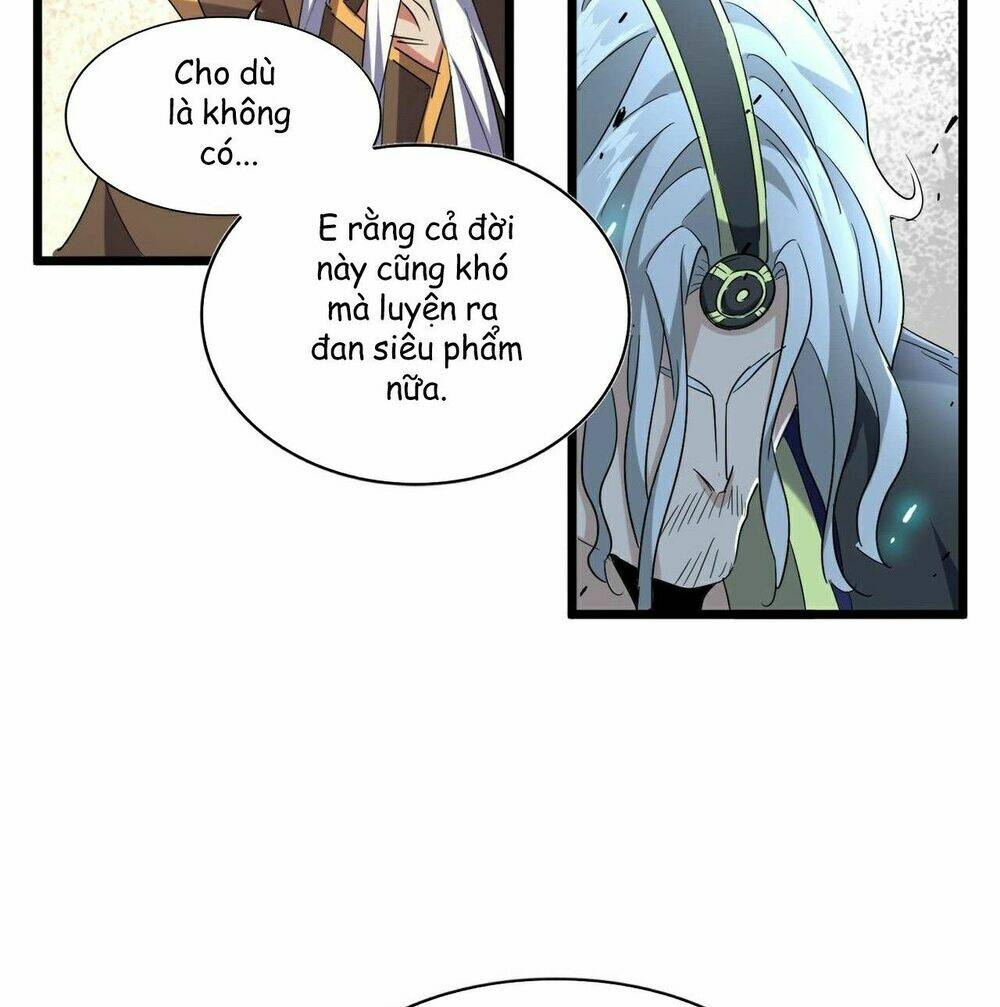 Cho dù
là không
có...
E rằng cả đời
này cũng khó
mà luyện ra
đan siêu phẩm
nữa.